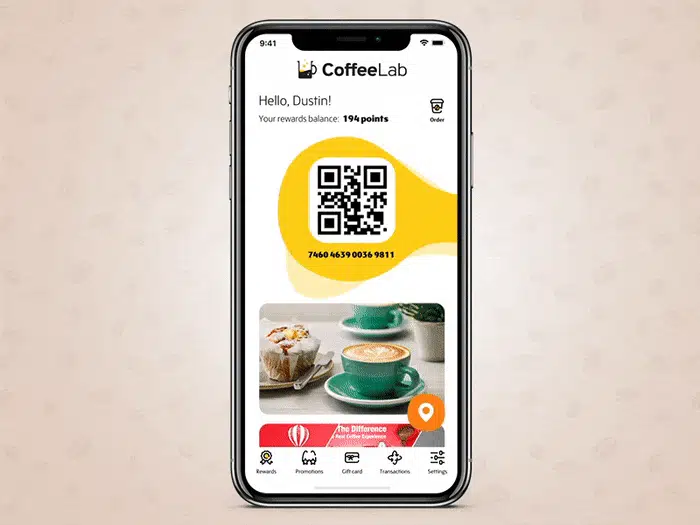 9:41
CoffeeLab
Hello, Dustin!
Your rewards balance: 194 points
Order
7460 4639 0036 9811
The Difference
a Real Coffee Experience
Rewards Promotions Gift card Transactions Settings